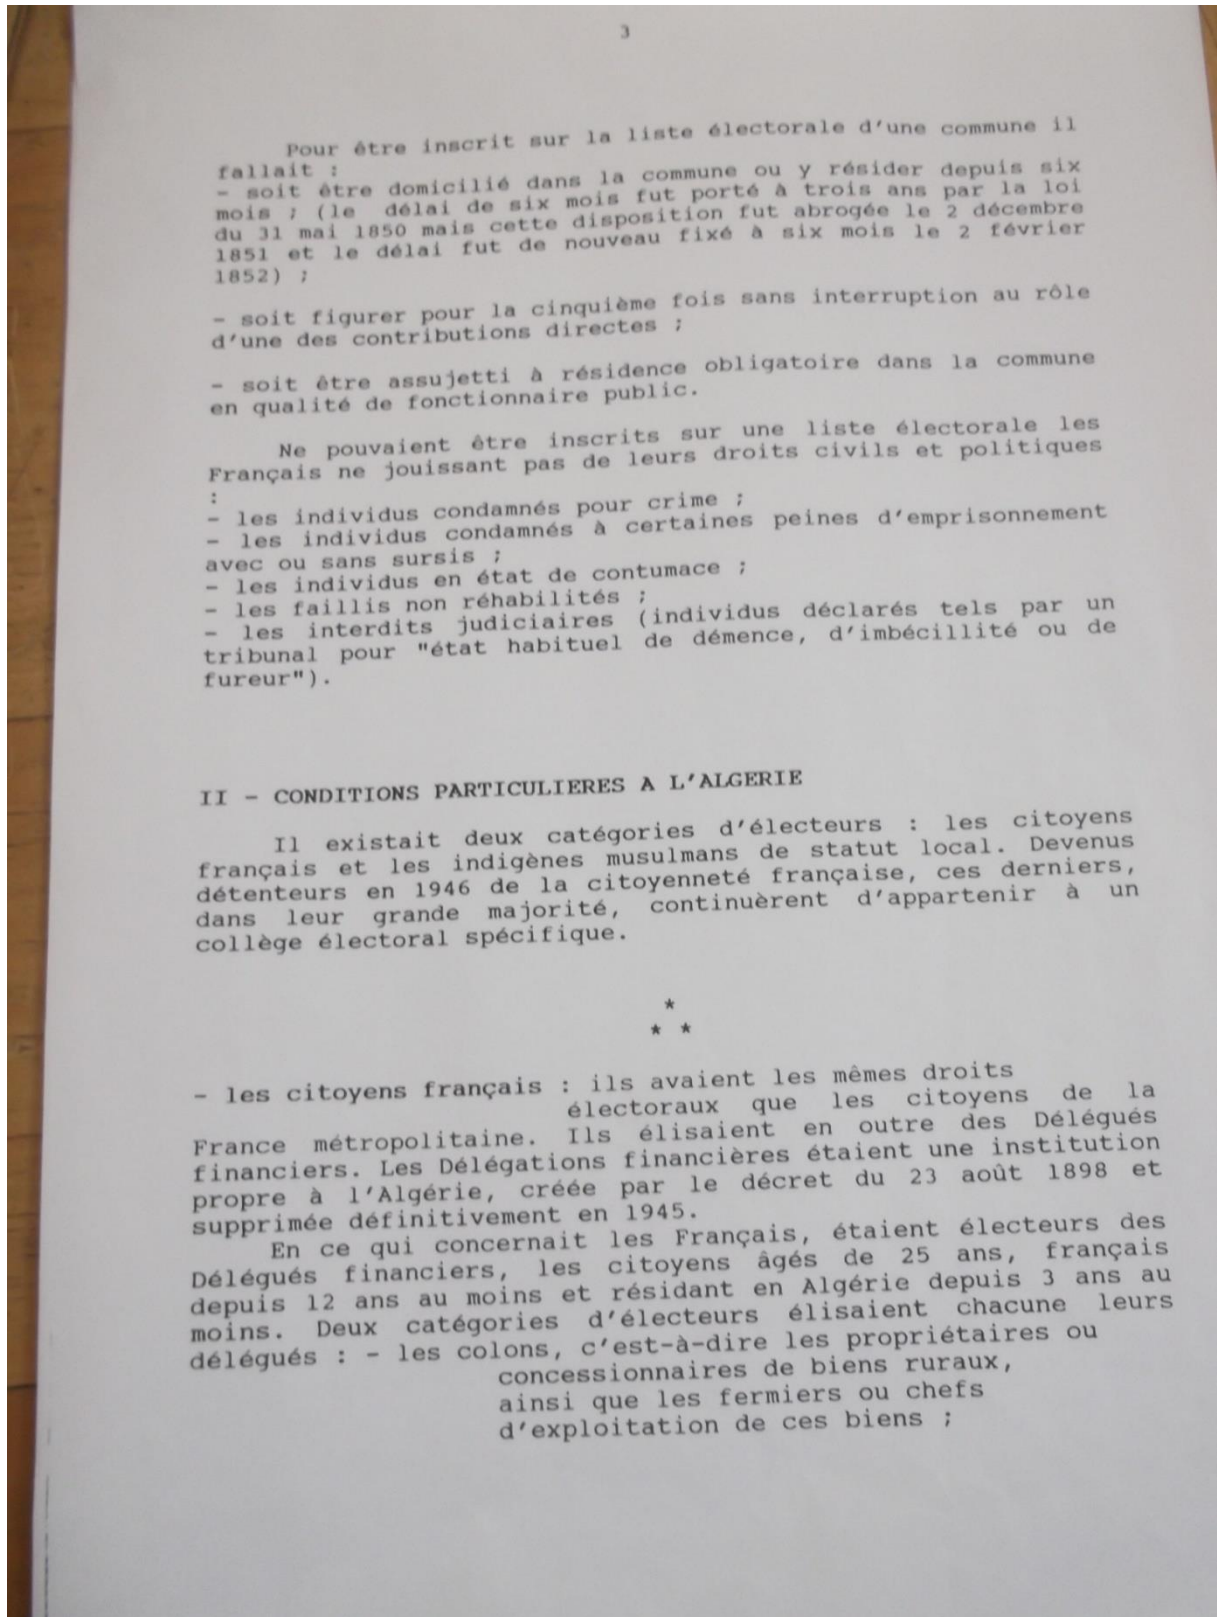 3
Pour être inscrit sur la liste électorale d'une commune il
fallait :
- soit être domicilié dans la commune ou y résider depuis six
mois ; (le délai de six mois fut porté à trois ans par la loi
du 31 mai 1850 mais cette disposition fut abrogée le 2 décembre
1851 et le délai fut de nouveau fixé à six mois le 2 février
1852) ;
- soit figurer pour la cinquième fois sans interruption au rôle
d'une des contributions directes ;
- soit être assujetti à résidence obligatoire dans la commune
en qualité de fonctionnaire public.
Ne pouvaient être inscrits sur une liste électorale les
Français ne jouissant pas de leurs droits civils et politiques
:
- les individus condamnés pour crime ;
- les individus condamnés à certaines peines d'emprisonnement
avec ou sans sursis ;
- les individus en état de contumace ;
- les faillis non réhabilités ;
- les interdits judiciaires (individus déclarés tels par un
tribunal pour "état habituel de démence, d'imbécillité ou de
fureur").
II - CONDITIONS PARTICULIERES A L'ALGERIE
Il existait deux catégories d'électeurs : les citoyens
français et les indigènes musulmans de statut local. Devenus
détenteurs en 1946 de la citoyenneté française, ces derniers,
dans leur grande majorité, continuèrent d'appartenir à un
collège électoral spécifique.
*
* *
- les citoyens français : ils avaient les mêmes droits
électoraux que les citoyens de la
France métropolitaine. Ils élisaient en outre des Délégués
financiers. Les Délégations financières étaient une institution
propre à l'Algérie, créée par le décret du 23 août 1898 et
supprimée définitivement en 1945.
En ce qui concernait les Français, étaient électeurs des
Délégués financiers, les citoyens âgés de 25 ans, français
depuis 12 ans au moins et résidant en Algérie depuis 3 ans au
moins. Deux catégories d'électeurs élisaient chacune leurs
délégués : - les colons, c'est-à-dire les propriétaires ou
concessionnaires de biens ruraux,
ainsi que les fermiers ou chefs
d'exploitation de ces biens ;